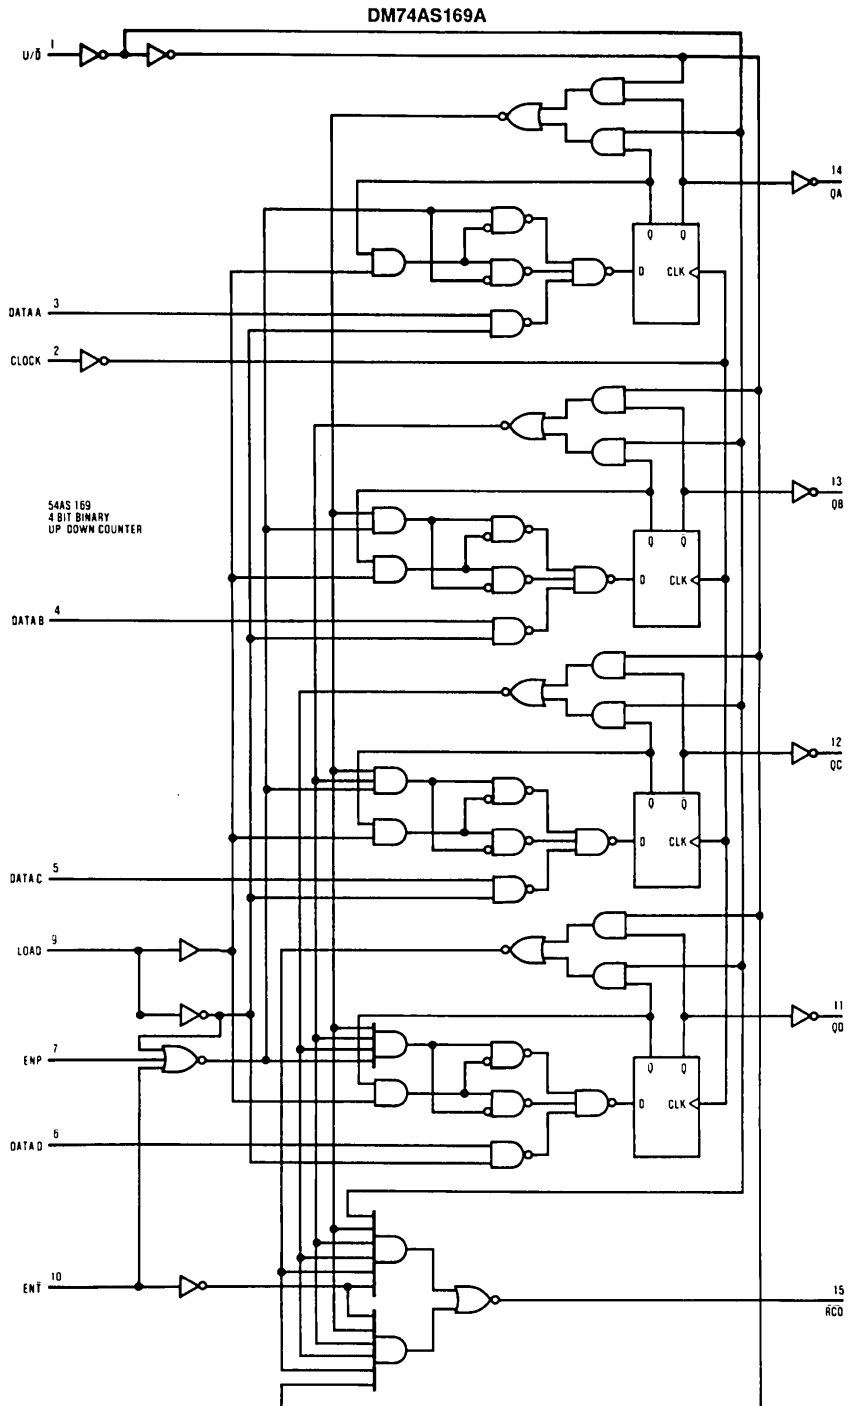 DM74AS169A
1
U/D̅
14
QA
Q̅ Q
D CLK
DATA A 3
CLOCK 2
13
QB
54AS 169
4 BIT BINARY
UP DOWN COUNTER
Q̅ Q
D CLK
DATA B 4
12
QC
Q̅ Q
D CLK
DATA C 5
LOAD 9
11
QD
ENP 7
Q̅ Q
D CLK
DATA D 6
ENT̅ 10
15
R̅C̅O̅